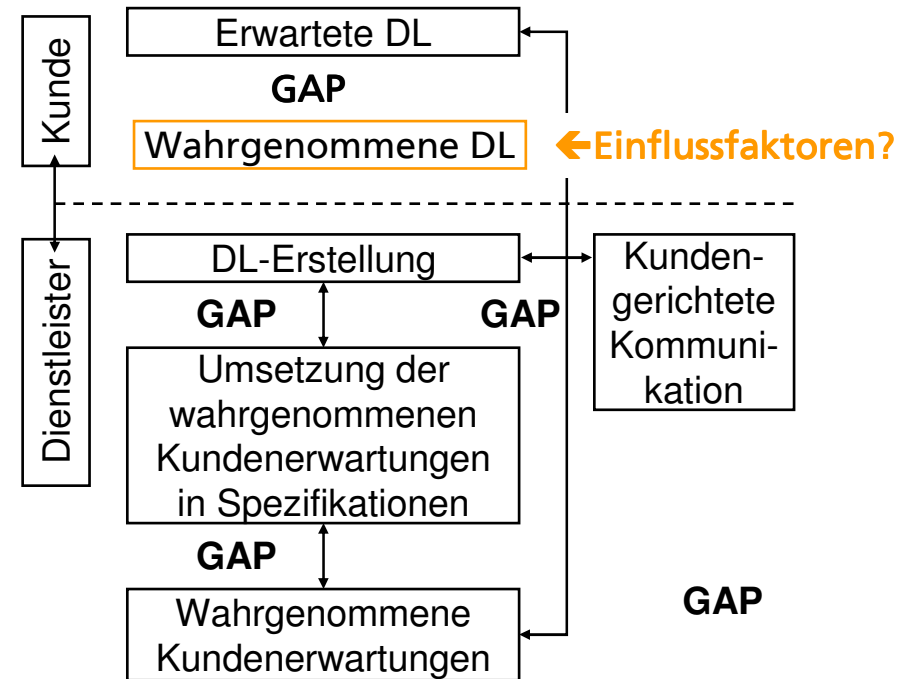 Kunde
Erwartete DL
GAP
Wahrgenommene DL
←Einflussfaktoren?
Dienstleister
DL-Erstellung
GAP
GAP
Kunden-
gerichtete
Kommuni-
kation
Umsetzung der
wahrgenommenen
Kundenerwartungen
in Spezifikationen
GAP
GAP
Wahrgenommene
Kundenerwartungen